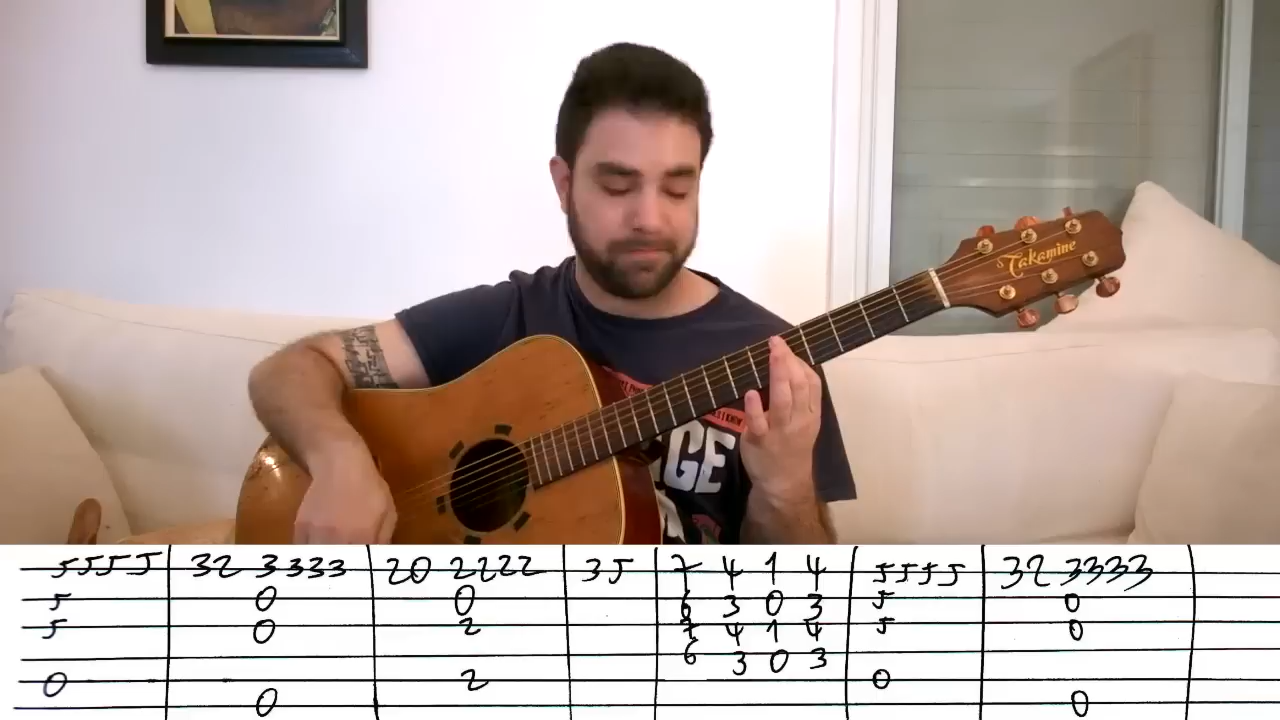 Takamine
GE
5555 32 3333 20 2222 35 7 4 1 4 5555 32 3333
5 0 0 6 3 0 3 5 0
5 0 2 7 4 1 4 5 0
6 3 0 3
0 2 0
0 0